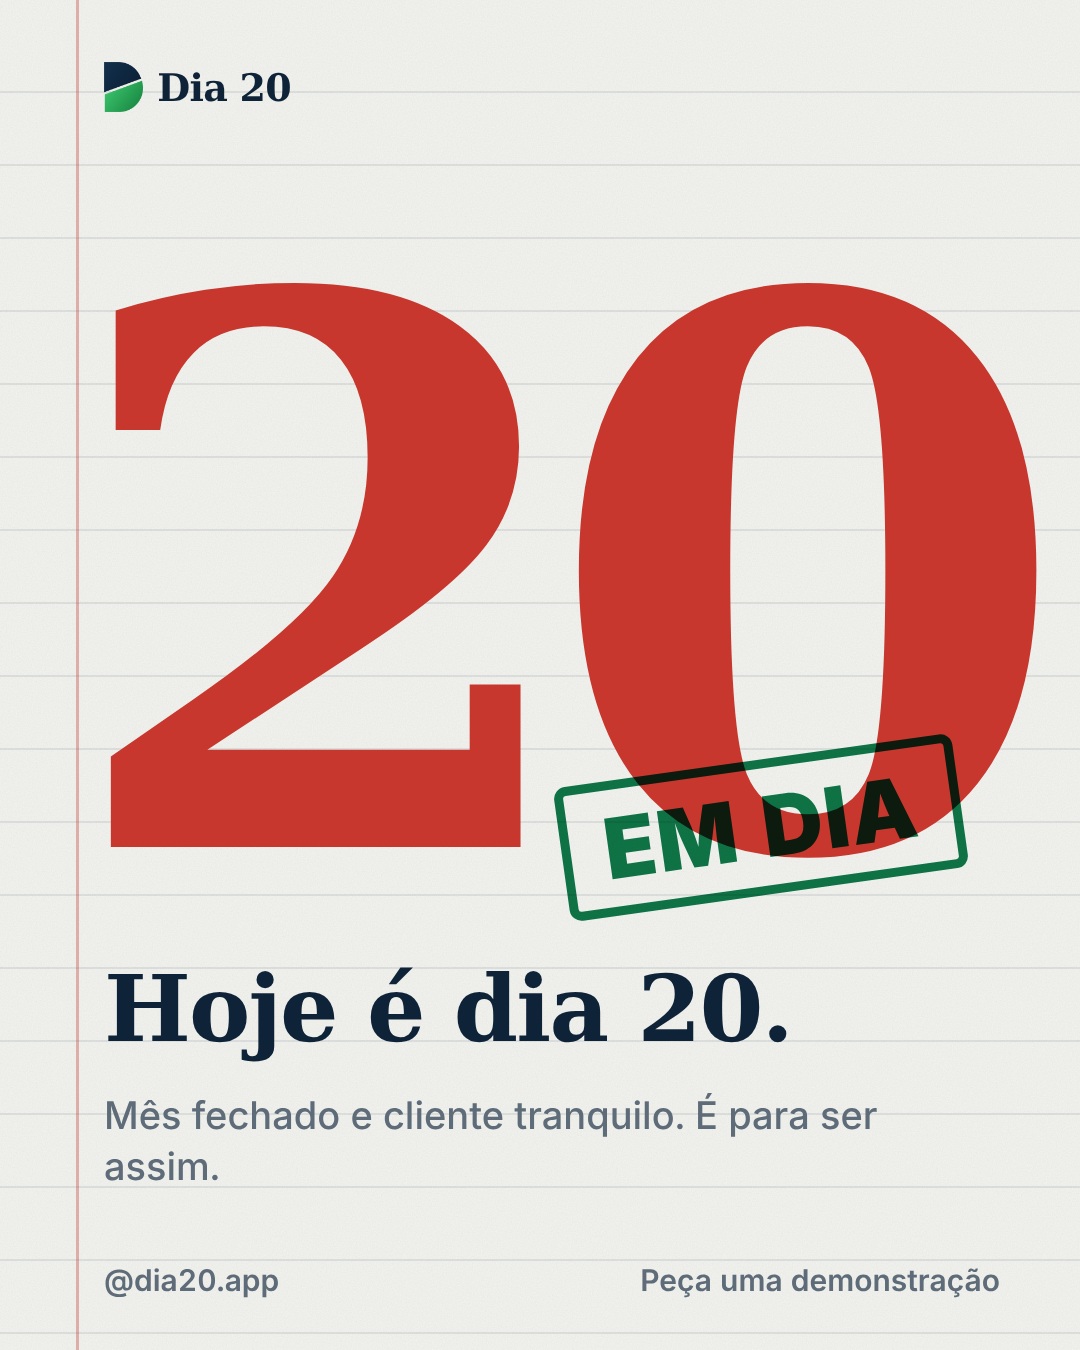 Dia 20
20
EM DIA
Hoje é dia 20.
Mês fechado e cliente tranquilo. É para ser
assim.
@dia20.app
Peça uma demonstração